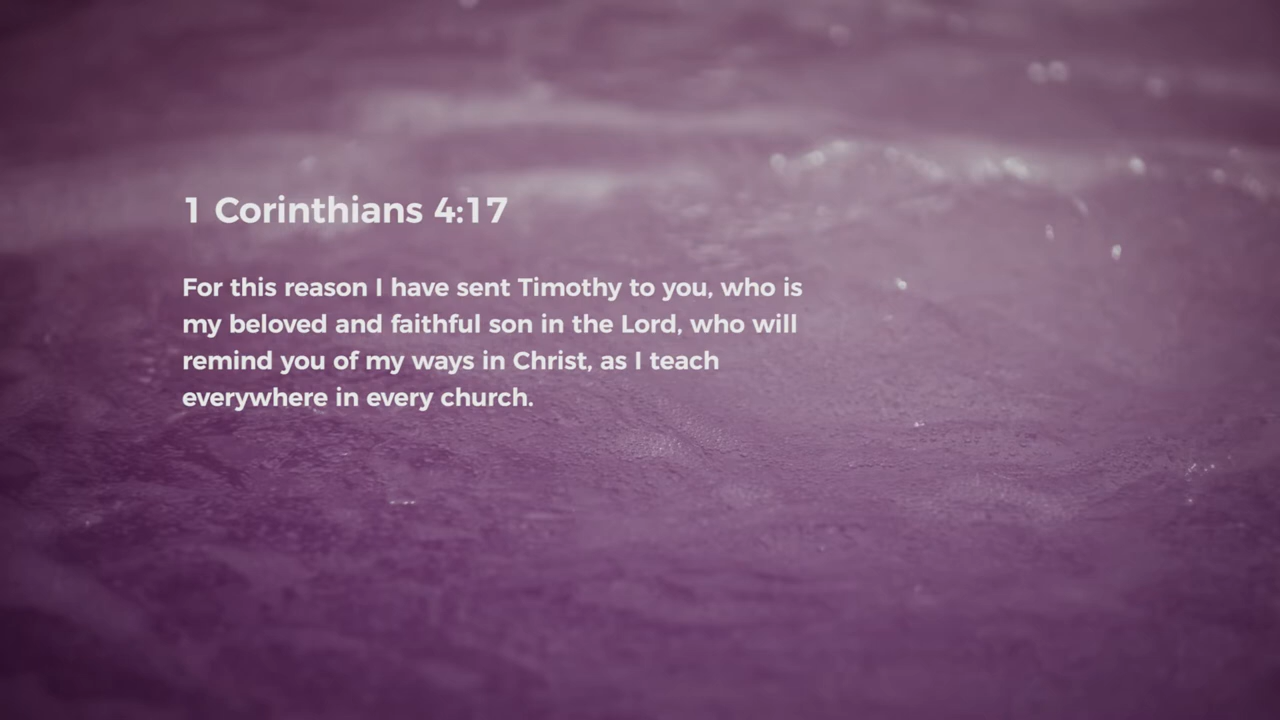 1 Corinthians 4:17
For this reason I have sent Timothy to you, who is
my beloved and faithful son in the Lord, who will
remind you of my ways in Christ, as I teach
everywhere in every church.